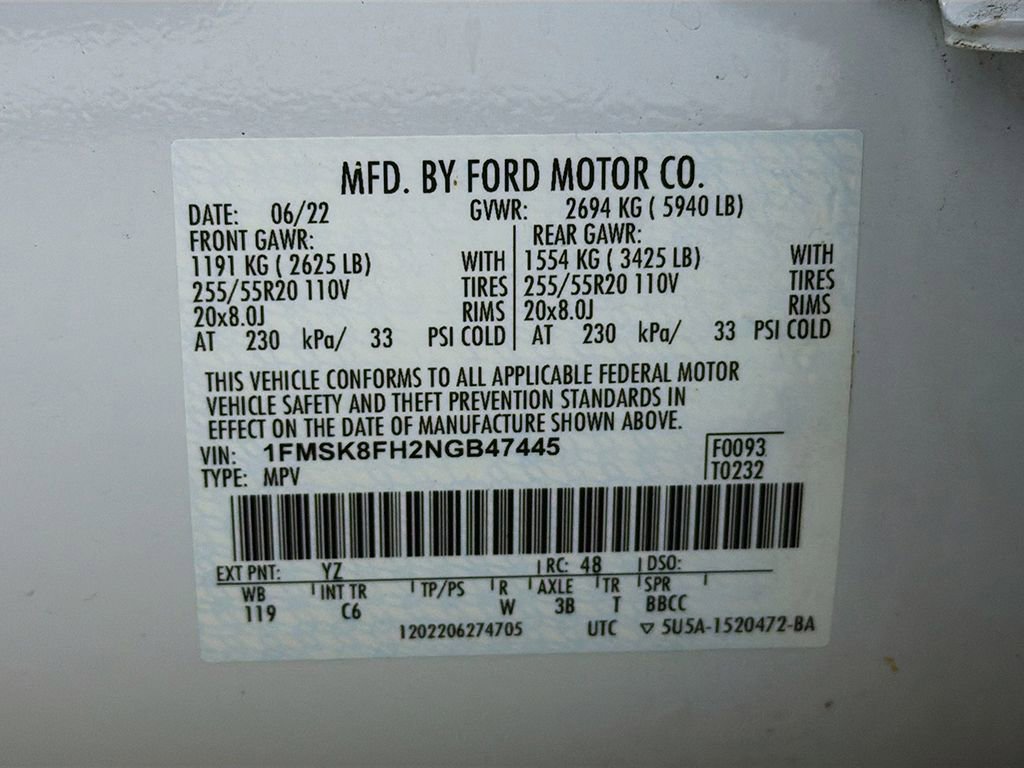 MFD. BY FORD MOTOR CO.
DATE: 06/22 GVWR: 2694 KG ( 5940 LB)
FRONT GAWR: REAR GAWR:
1191 KG ( 2625 LB) WITH 1554 KG ( 3425 LB) WITH
255/55R20 110V TIRES 255/55R20 110V TIRES
20x8.0J RIMS 20x8.0J RIMS
AT 230 kPa/ 33 PSI COLD AT 230 kPa/ 33 PSI COLD
THIS VEHICLE CONFORMS TO ALL APPLICABLE FEDERAL MOTOR
VEHICLE SAFETY AND THEFT PREVENTION STANDARDS IN
EFFECT ON THE DATE OF MANUFACTURE SHOWN ABOVE.
VIN: 1FMSK8FH2NGB47445 F0093
TYPE: MPV T0232
EXT PNT: YZ RC: 48 DSO:
WB INT TR TP/PS R AXLE TR SPR
119 C6 W 3B T BBCC
1202206274705 UTC ▽ 5U5A-1520472-BA